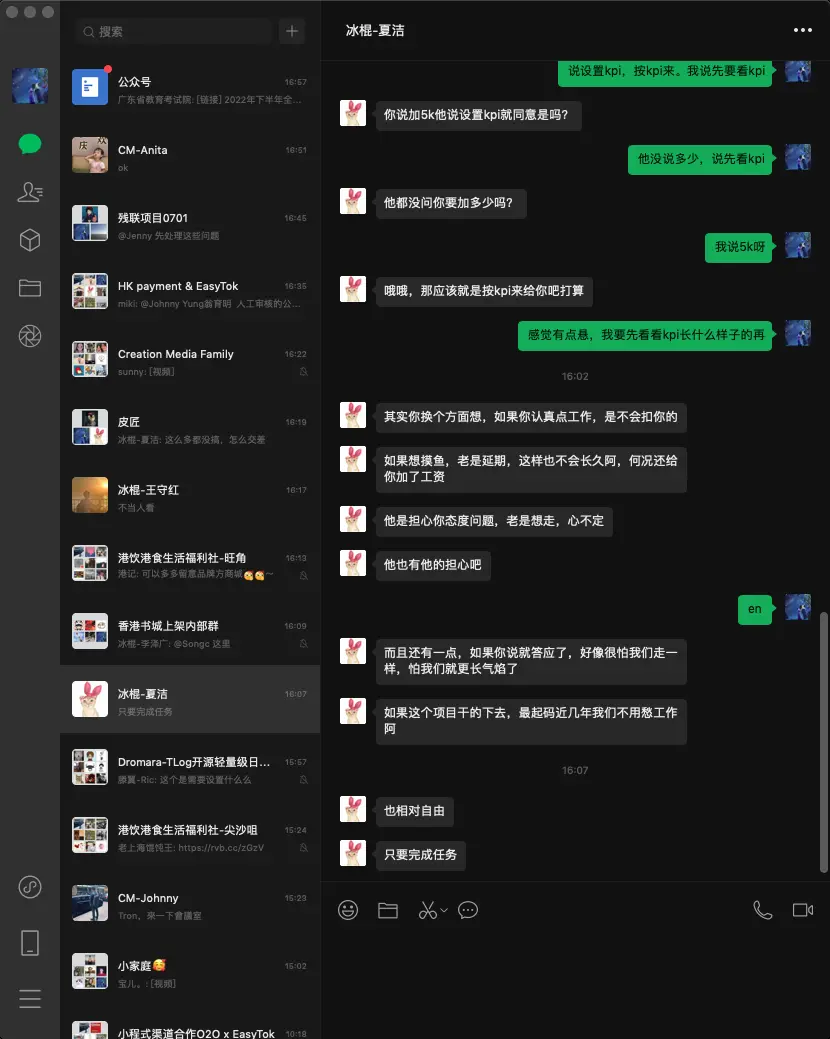 搜索
公众号
16:57
广东省教育考试院: [链接] 2022年下半年全...
CM-Anita
16:51
ok
残联项目0701
16:45
@Jenny 先处理这些问题
HK payment & EasyTok
16:35
miki: @Johnny Yung翁育明 人工审核的公...
Creation Media Family
16:22
sunny: [视频]
皮匠
16:19
冰棍-夏洁: 这么多都没搞，怎么交差
冰棍-王守红
16:17
不当人看
港饮港食生活福利社-旺角
16:13
港记: 可以多多留意品牌方商城🥳🥰～
香港书城上架内部群
16:09
冰棍-李泽广: @Songc 这里
冰棍-夏洁
16:07
只要完成任务
Dromara-TLog开源轻量级日...
15:57
滕翼-Ric: 这个是需要设置什么么
港饮港食生活福利社-尖沙咀
15:24
老上海馄饨王: https://rvb.cc/zGzV
CM-Johnny
15:23
Tron，来一下會議室
小家庭🥰
15:02
宝儿。: [视频]
小程式渠道合作O2O x EasyTok
10:18
冰棍-夏洁
说设置kpi，按kpi来。我说先要看kpi
你说加5k他说设置kpi就同意是吗？
他没说多少，说先看kpi
他都没问你要加多少吗？
我说5k呀
哦哦，那应该就是按kpi来给你吧打算
感觉有点悬，我要先看看kpi长什么样子的再
16:02
其实你换个方面想，如果你认真点工作，是不会扣你的
如果想摸鱼，老是延期，这样也不会长久阿，何况还给
你加了工资
他是担心你态度问题，老是想走，心不定
他也有他的担心吧
en
而且还有一点，如果你说就答应了，好像很怕我们走一
样，怕我们就更长气焰了
如果这个项目干的下去，最起码近几年我们不用愁工作
阿
16:07
也相对自由
只要完成任务